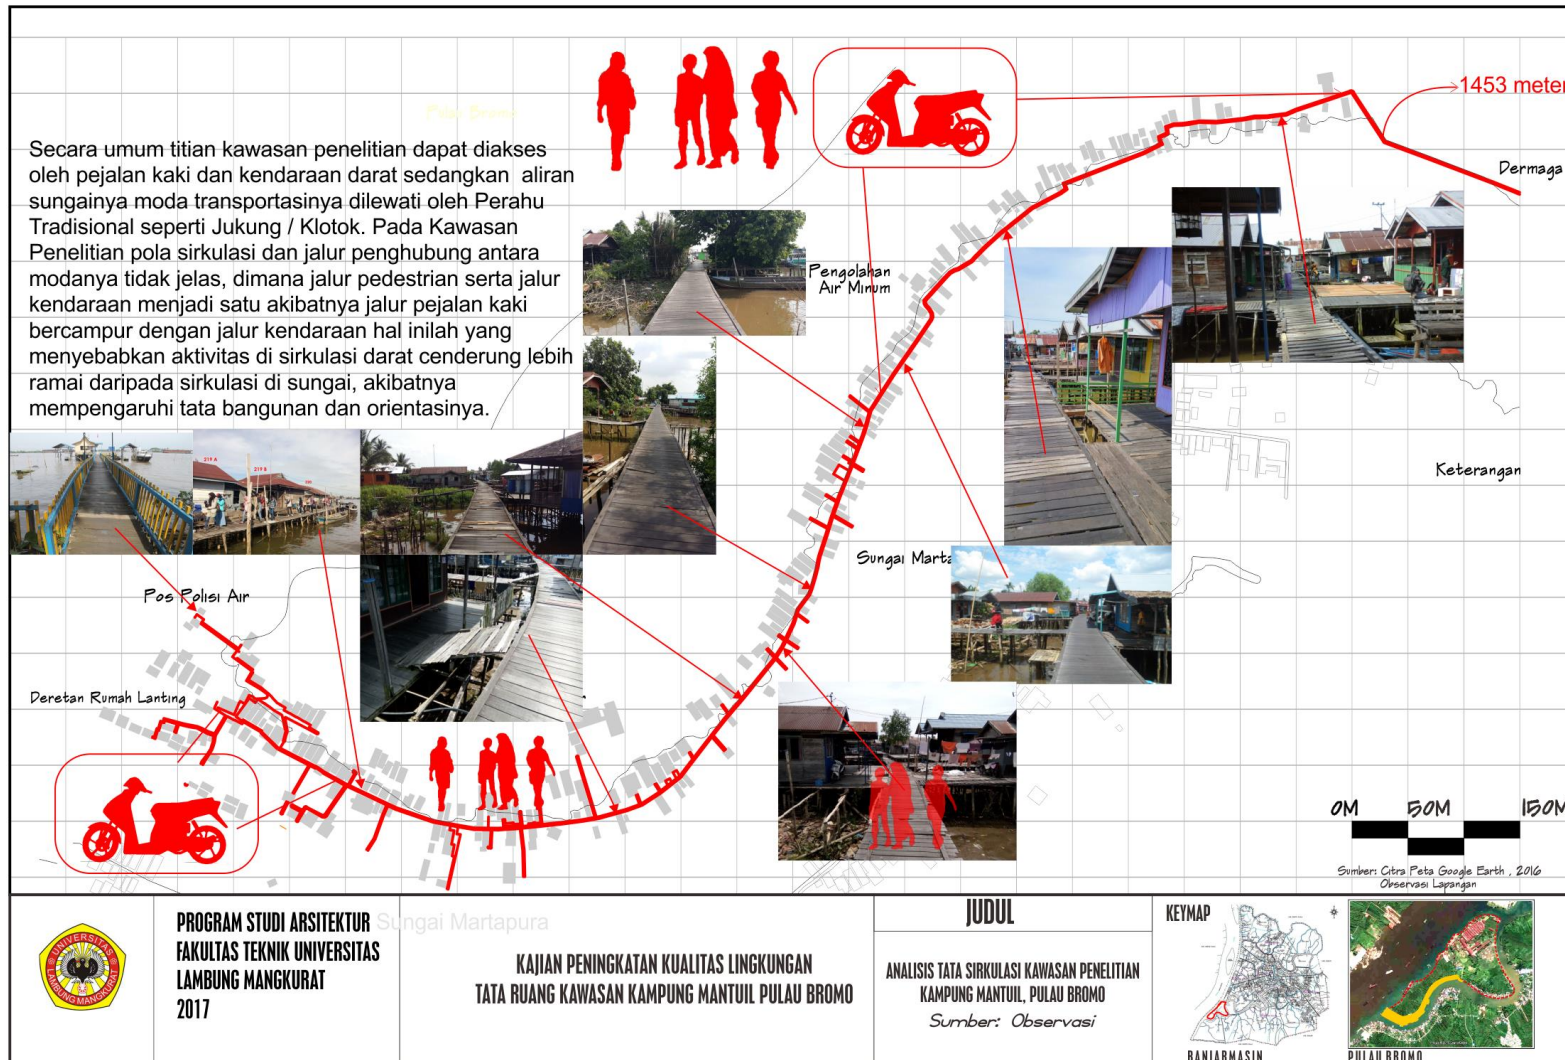 1453 meter
Pulau Bromo
Secara umum titian kawasan penelitian dapat diakses
oleh pejalan kaki dan kendaraan darat sedangkan aliran
sungainya moda transportasinya dilewati oleh Perahu
Tradisional seperti Jukung / Klotok. Pada Kawasan
Penelitian pola sirkulasi dan jalur penghubung antara
modanya tidak jelas, dimana jalur pedestrian serta jalur
kendaraan menjadi satu akibatnya jalur pejalan kaki
bercampur dengan jalur kendaraan hal inilah yang
menyebabkan aktivitas di sirkulasi darat cenderung lebih
ramai daripada sirkulasi di sungai, akibatnya
mempengaruhi tata bangunan dan orientasinya.
Dermaga
Pengolahan
Air Minum
Keterangan
219 A
219 B
Sungai Marta
Pos Polisi Air
Deretan Rumah Lanting
0M 50M 150M
Sumber: Citra Peta Google Earth , 2016
Observasi Lapangan
UNIVERSITAS
LAMBUNG MANGKURAT
PROGRAM STUDI ARSITEKTUR
FAKULTAS TEKNIK UNIVERSITAS
LAMBUNG MANGKURAT
2017
Sungai Martapura
KAJIAN PENINGKATAN KUALITAS LINGKUNGAN
TATA RUANG KAWASAN KAMPUNG MANTUIL PULAU BROMO
JUDUL
ANALISIS TATA SIRKULASI KAWASAN PENELITIAN
KAMPUNG MANTUIL, PULAU BROMO
Sumber: Observasi
KEYMAP
BANJARMASIN
PULAU BROMO